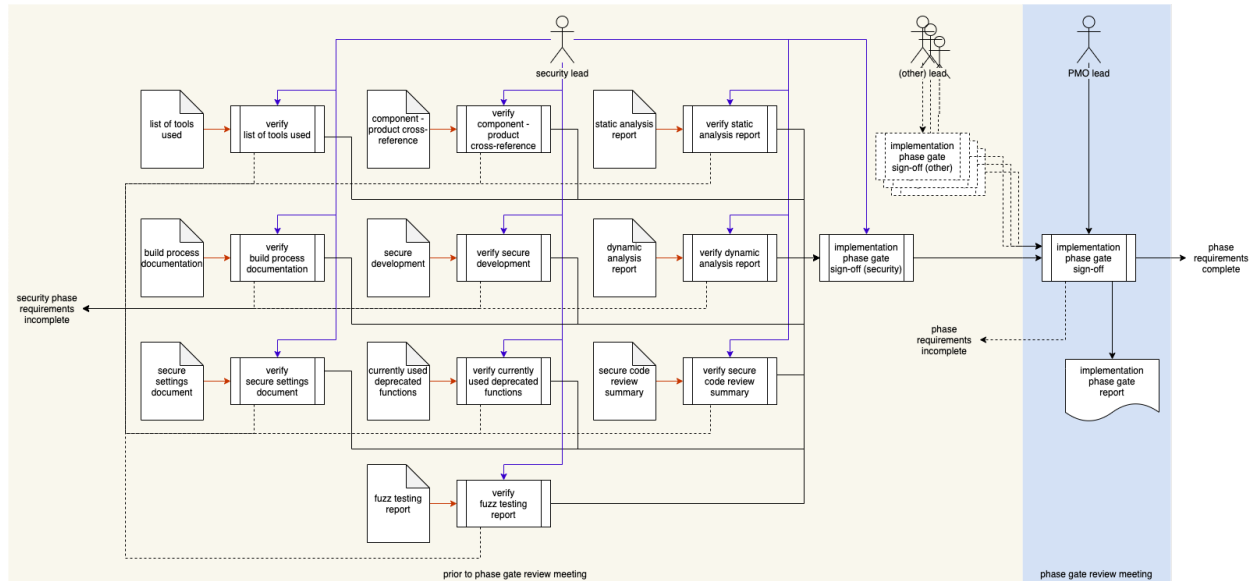 security lead
(other) lead
PMO lead
list of tools
used
verify
list of tools used
component -
product cross-
reference
verify
component -
product
cross-reference
static analysis
report
verify static
analysis report
implementation
phase gate
sign-off (other)
build process
documentation
verify
build process
documentation
secure
development
verify secure
development
dynamic
analysis
report
verify dynamic
analysis report
implementation
phase gate
sign-off (security)
implementation
phase gate
sign-off
phase
requirements
complete
security phase
requirements
incomplete
phase
requirements
incomplete
secure
settings
document
verify
secure settings
document
currently used
deprecated
functions
verify currently
used deprecated
functions
secure code
review
summary
verify secure
code review
summary
implementation
phase gate
report
fuzz testing
report
verify
fuzz testing
report
prior to phase gate review meeting
phase gate review meeting